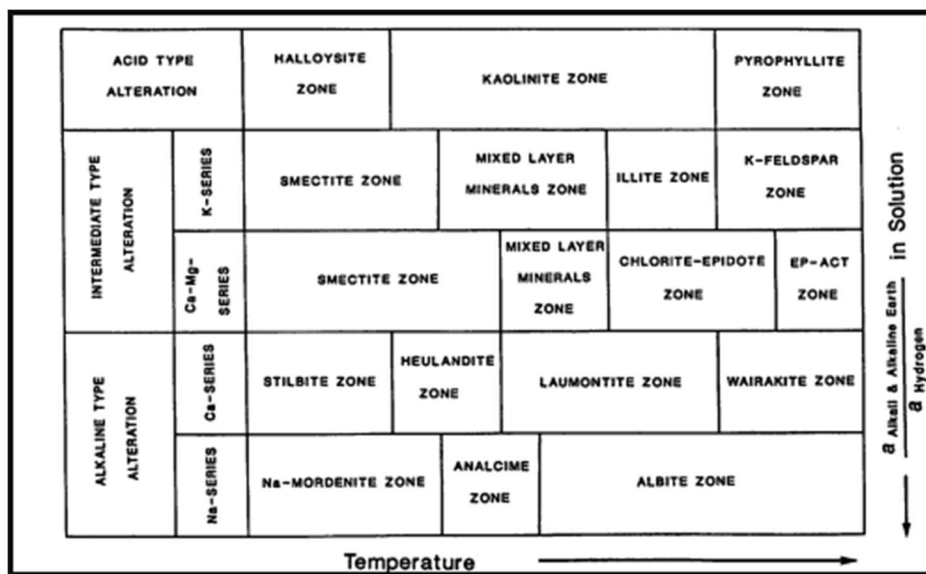 ACID TYPE
ALTERATION
HALLOYSITE
ZONE
KAOLINITE ZONE
PYROPHYLLITE
ZONE
INTERMEDIATE TYPE
ALTERATION
K-SERIES
SMECTITE ZONE
MIXED LAYER
MINERALS ZONE
ILLITE ZONE
K-FELDSPAR
ZONE
Ca-Mg-
SERIES
SMECTITE ZONE
MIXED LAYER
MINERALS
ZONE
CHLORITE-EPIDOTE
ZONE
EP-ACT
ZONE
ALKALINE TYPE
ALTERATION
Ca-SERIES
STILBITE ZONE
HEULANDITE
ZONE
LAUMONTITE ZONE
WAIRAKITE ZONE
Na-SERIES
Na-MORDENITE ZONE
ANALCIME
ZONE
ALBITE ZONE
a Alkali & Alkaline Earth
a Hydrogen
in Solution
Temperature